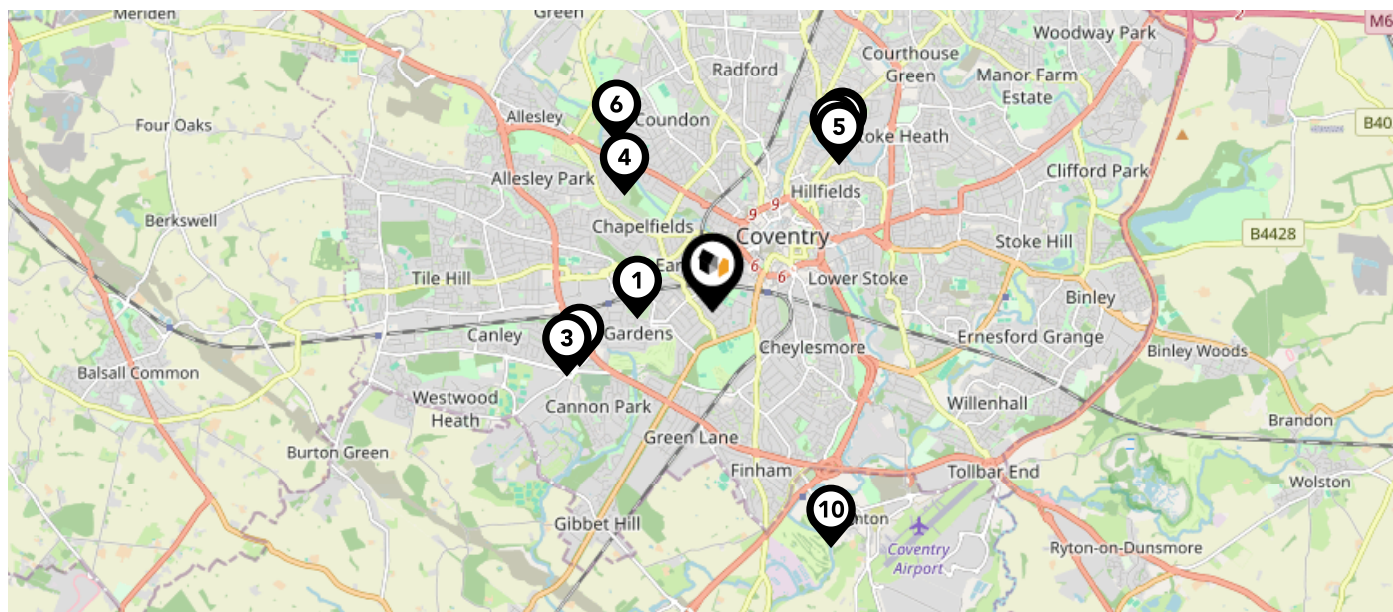 Meriden
Green
2
M6
Woodway Park
Courthouse
Green
Radford
Manor Farm
Estate
6
Allesley
Coundon
Four Oaks
5
Stoke Heath
B40
4
Allesley Park
Clifford Park
Hillfields
Berkswell
9
9
Chapelfields
Coventry
Stoke Hill
B4428
Tile Hill
1
6
6
Lower Stoke
Binley
Canley
3
Gardens
Cheylesmore
Ernesford Grange
Binley Woods
Balsall Common
Westwood
Heath
Cannon Park
Willenhall
Brandon
Green Lane
Burton Green
Finham
Tollbar End
Wolston
10
Gibbet Hill
Coventry
Airport
Ryton-on-Dunsmore